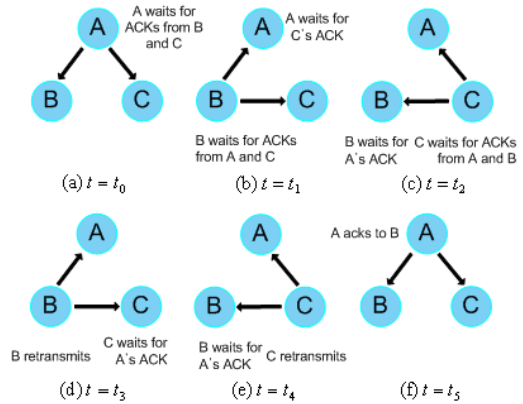 A
A waits for
ACKs from B
and C
B
C
(a) t = t0
A
A waits for
C's ACK
B
C
B waits for ACKs
from A and C
(b) t = t1
A
B
C
B waits for
A's ACK
C waits for ACKs
from A and B
(c) t = t2
A
B
C
B retransmits
C waits for
A's ACK
(d) t = t3
A
B
C
B waits for
A's ACK
C retransmits
(e) t = t4
A acks to B
A
B
C
(f) t = t5